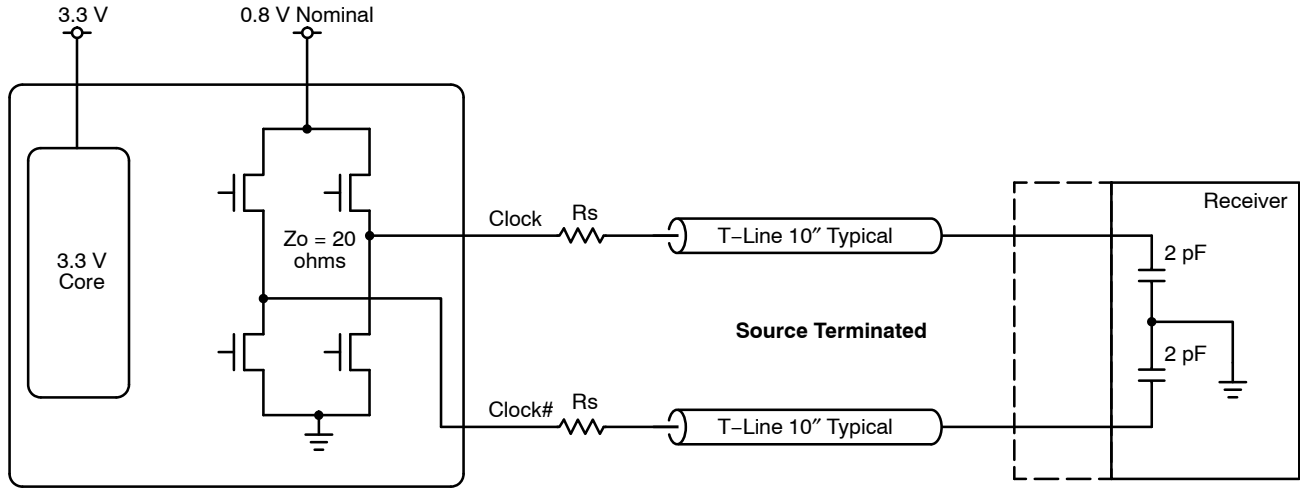 3.3 V
0.8 V Nominal
3.3 V
Core
Zo = 20
ohms
Clock
Rs
T−Line 10″ Typical
Receiver
2 pF
Source Terminated
2 pF
Clock#
Rs
T−Line 10″ Typical